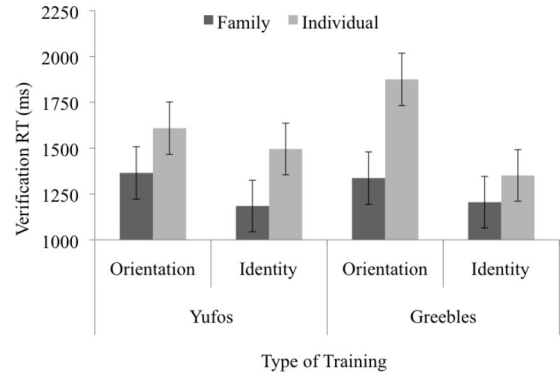 2250
2000
1750
1500
1250
1000
Verification RT (ms)
Family Individual
Orientation Identity Orientation Identity
Yufos Greebles
Type of Training